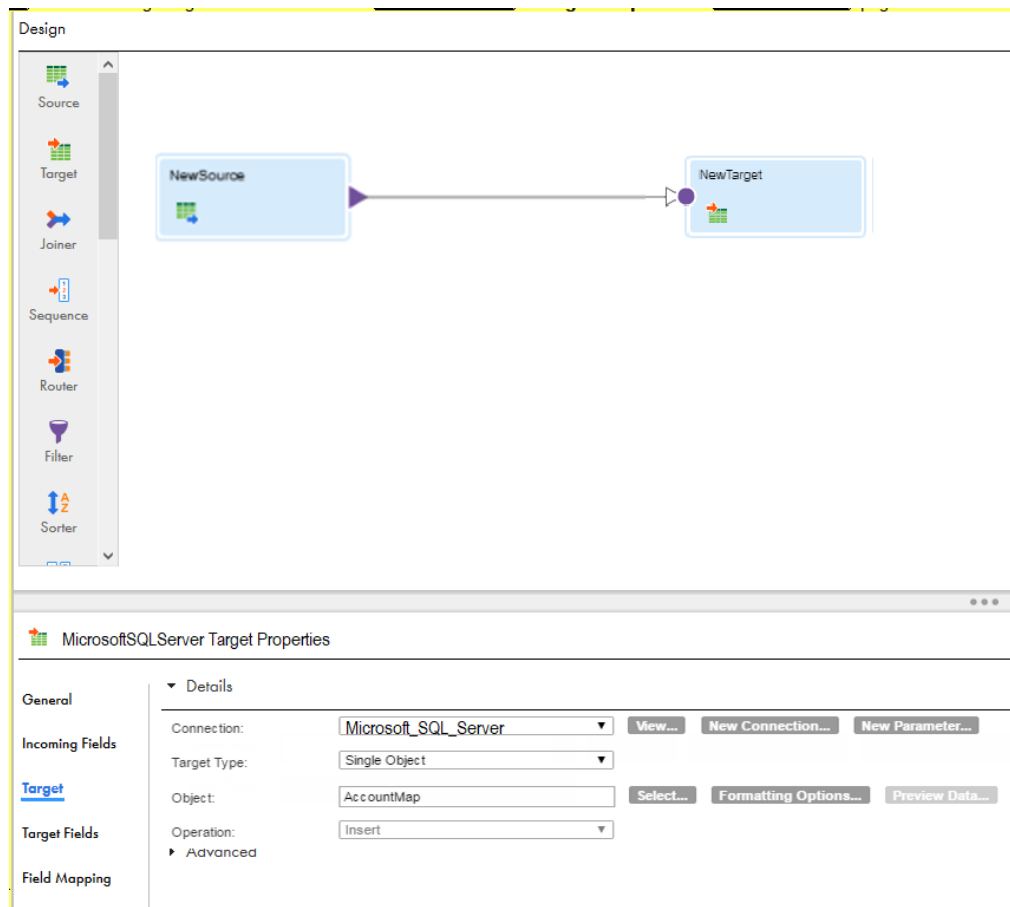 Design
Source
Target
Joiner
Sequence
Router
Filter
Sorter
NewSource
NewTarget
MicrosoftSQLServer Target Properties
General
Incoming Fields
Target
Target Fields
Field Mapping
Details
Connection: Microsoft_SQL_Server View... New Connection... New Parameter...
Target Type: Single Object
Object: AccountMap Select... Formatting Options... Preview Data...
Operation: Insert
Advanced